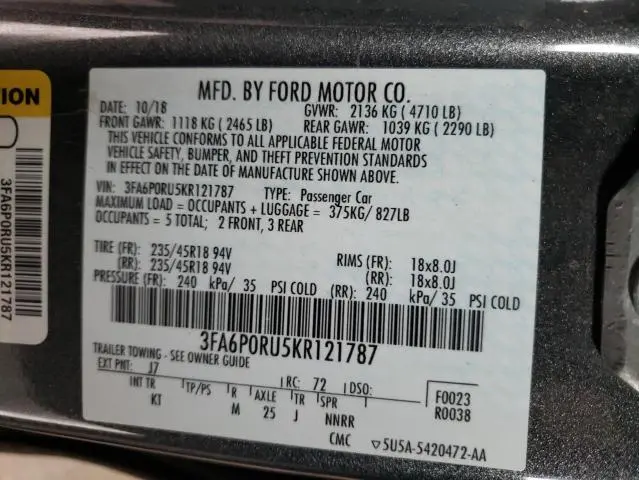 MFD. BY FORD MOTOR CO.
DATE: 10/18 GVWR: 2136 KG ( 4710 LB)
FRONT GAWR: 1118 KG ( 2465 LB) REAR GAWR: 1039 KG ( 2290 LB)
THIS VEHICLE CONFORMS TO ALL APPLICABLE FEDERAL MOTOR
VEHICLE SAFETY, BUMPER, AND THEFT PREVENTION STANDARDS
IN EFFECT ON THE DATE OF MANUFACTURE SHOWN ABOVE.
VIN: 3FA6P0RU5KR121787 TYPE: Passenger Car
MAXIMUM LOAD = OCCUPANTS + LUGGAGE = 375KG/ 827LB
OCCUPANTS = 5 TOTAL; 2 FRONT, 3 REAR
TIRE (FR): 235/45R18 94V RIMS (FR): 18x8.0J
(RR): 235/45R18 94V (RR): 18x8.0J
PRESSURE (FR): 240 kPa/ 35 PSI COLD (RR): 240 kPa/ 35 PSI COLD
3FA6P0RU5KR121787
TRAILER TOWING - SEE OWNER GUIDE
EXT PNT: J7 RC: 72 DSO: F0023
INT TR TP/PS R AXLE TR SPR R0038
KT M 25 J NNRR
CMC 5U5A-5420472-AA
TION
3FA6P0RU5KR121787